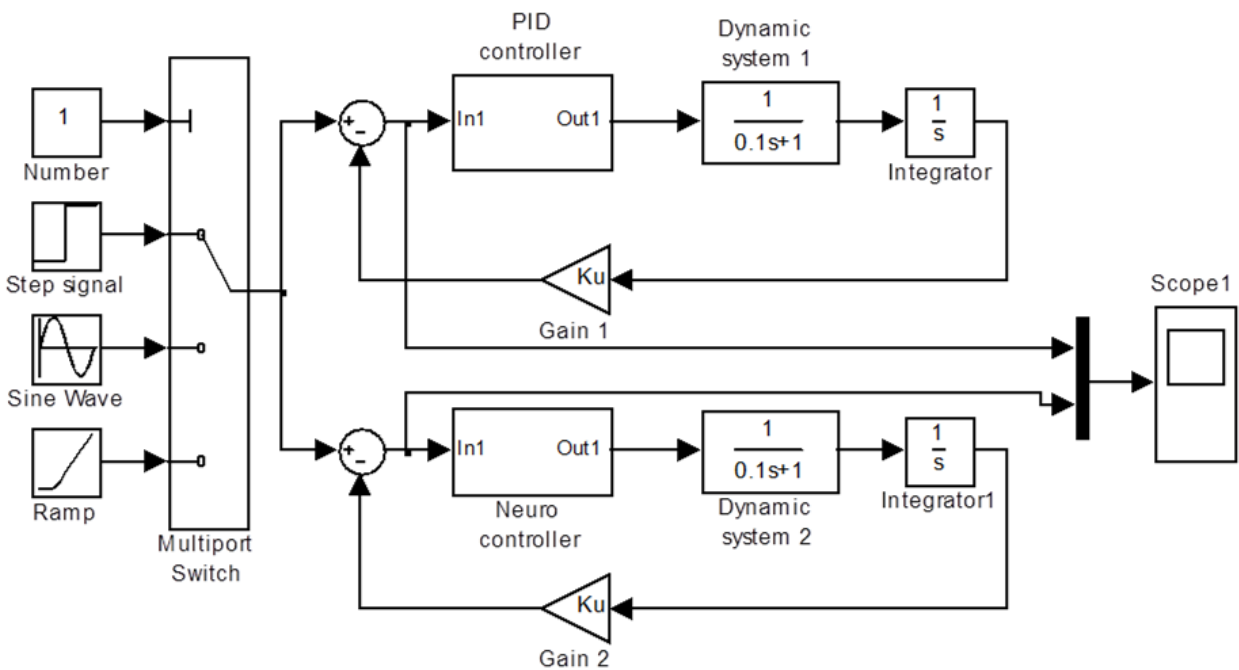 PID
controller
Dynamic
system 1
1
Number
+
-
In1
Out1
1
0.1s+1
1
s
Integrator
Step signal
Ku
Gain 1
Scope1
Sine Wave
Ramp
+
-
In1
Out1
Neuro
controller
1
0.1s+1
Dynamic
system 2
1
s
Integrator1
Multiport
Switch
Ku
Gain 2